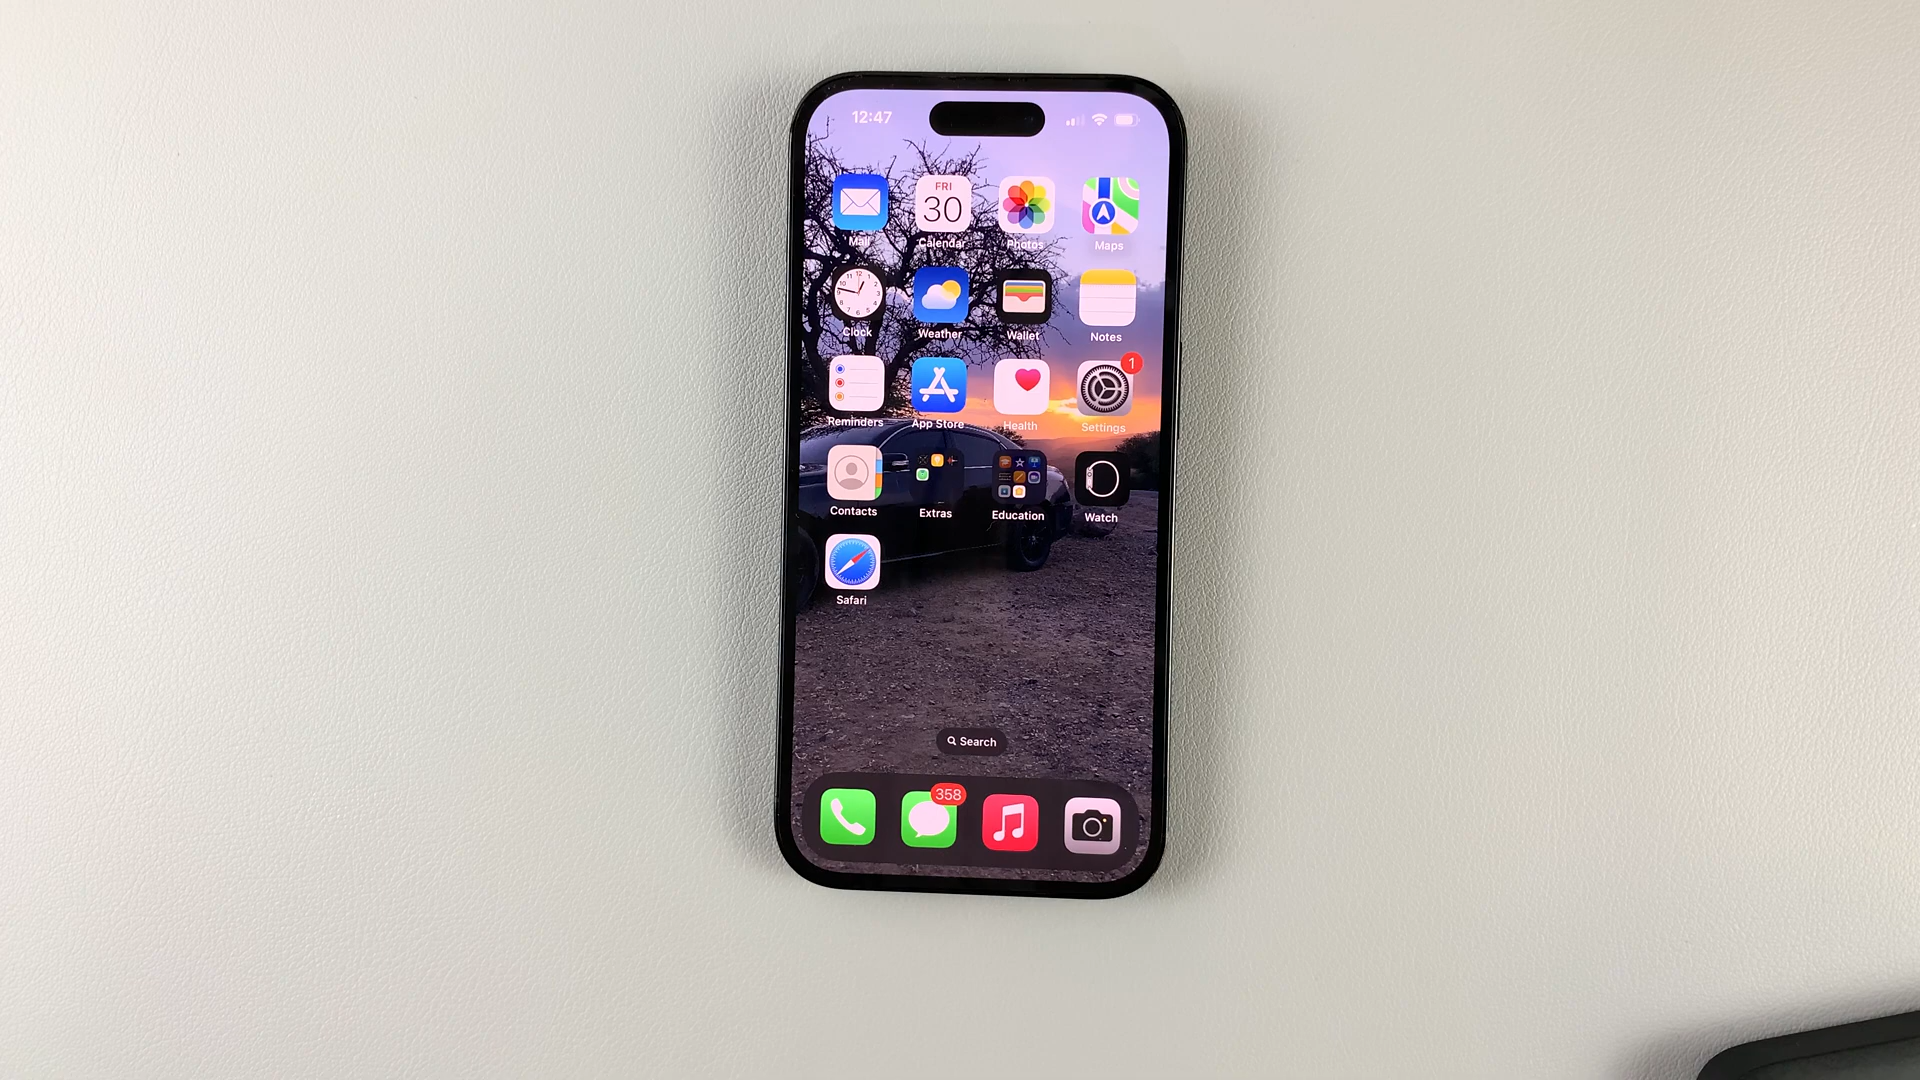 12:47
FRI
30
Mail Calendar Photos Maps
Clock Weather Wallet Notes
1
Reminders App Store Health Settings
Contacts Extras Education Watch
Safari
Search
358